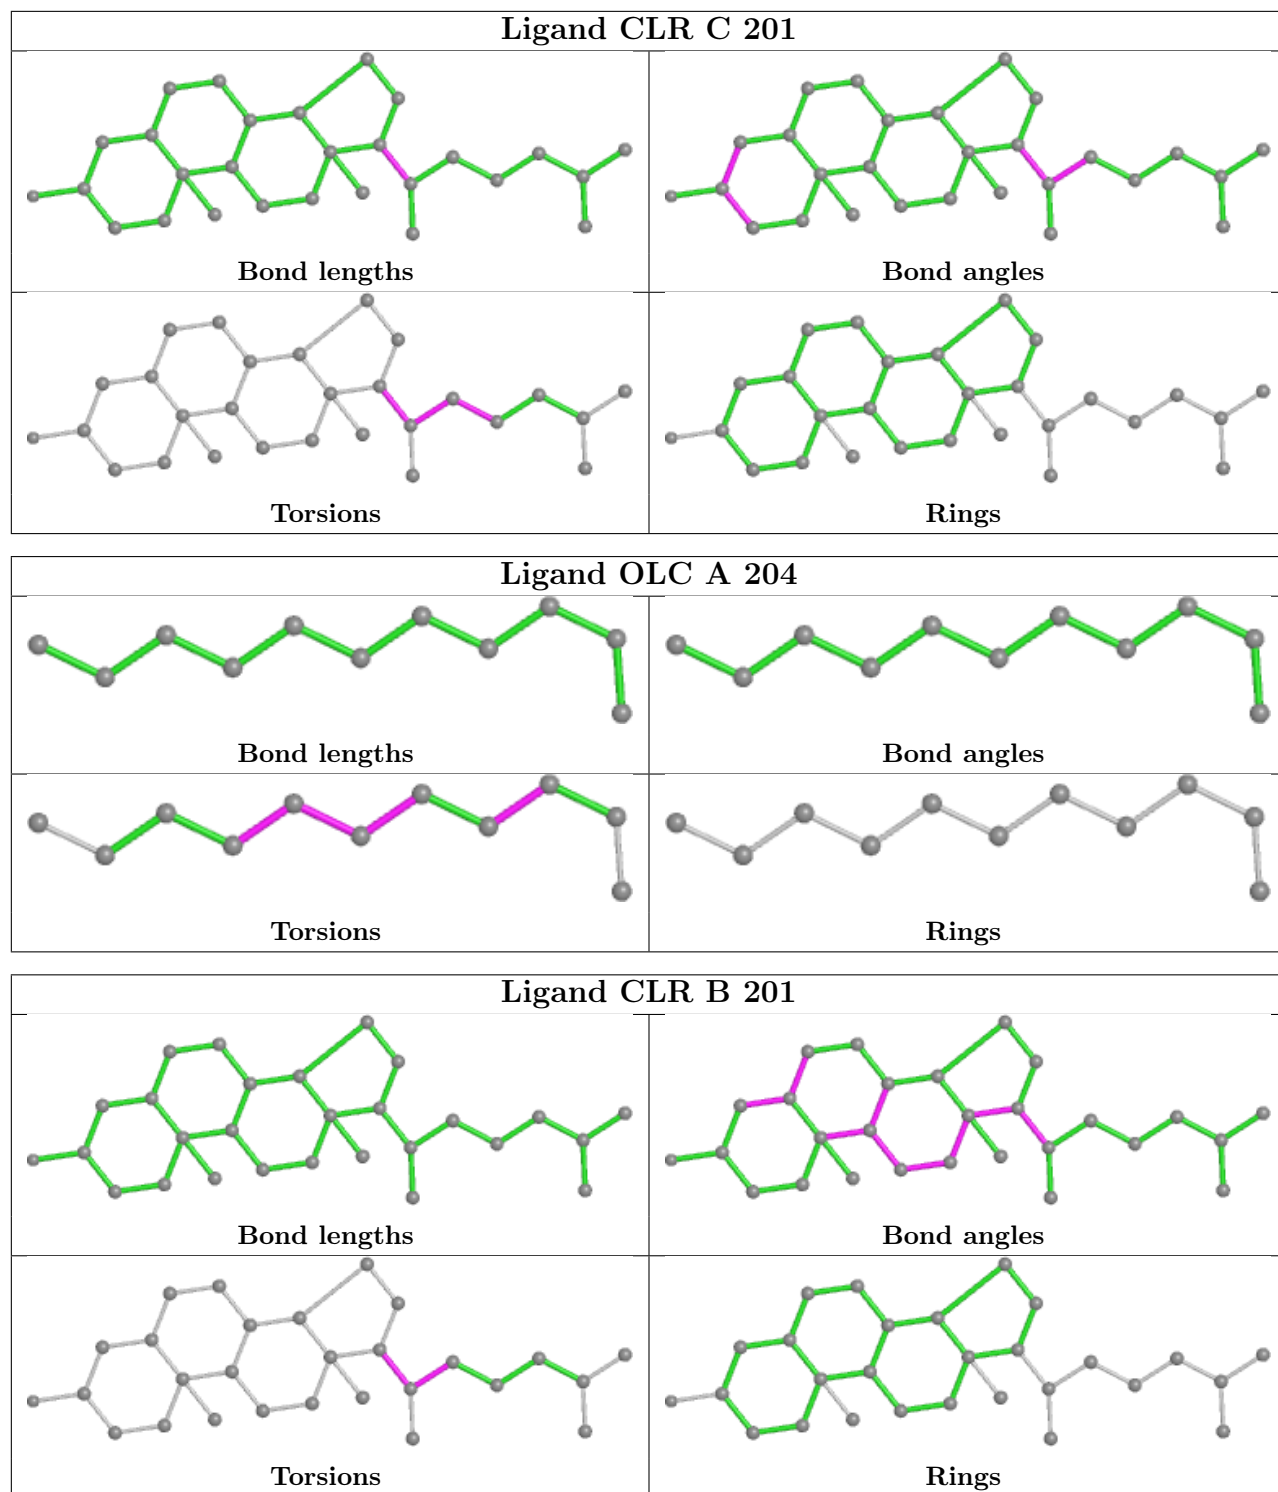 Ligand CLR C 201
Bond lengths
Bond angles
Torsions
Rings
Ligand OLC A 204
Bond lengths
Bond angles
Torsions
Rings
Ligand CLR B 201
Bond lengths
Bond angles
Torsions
Rings